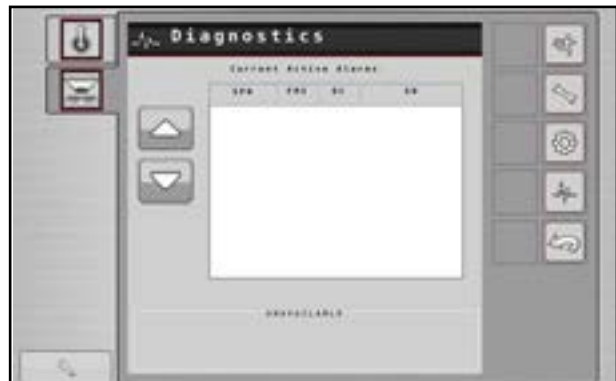 Diagnostics
Current Active Alarms
SPN FMI OC SA
UNAVAILABLE